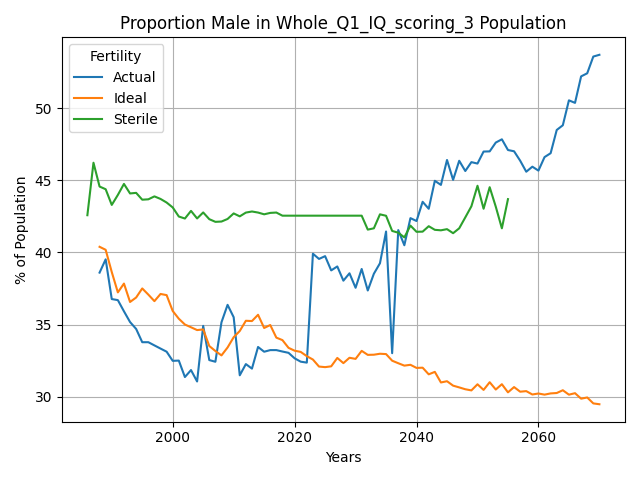 Proportion Male in Whole_Q1_IQ_scoring_3 Population
Fertility
Actual
Ideal
Sterile
% of Population
50
45
40
35
30
2000
2020
2040
2060
Years